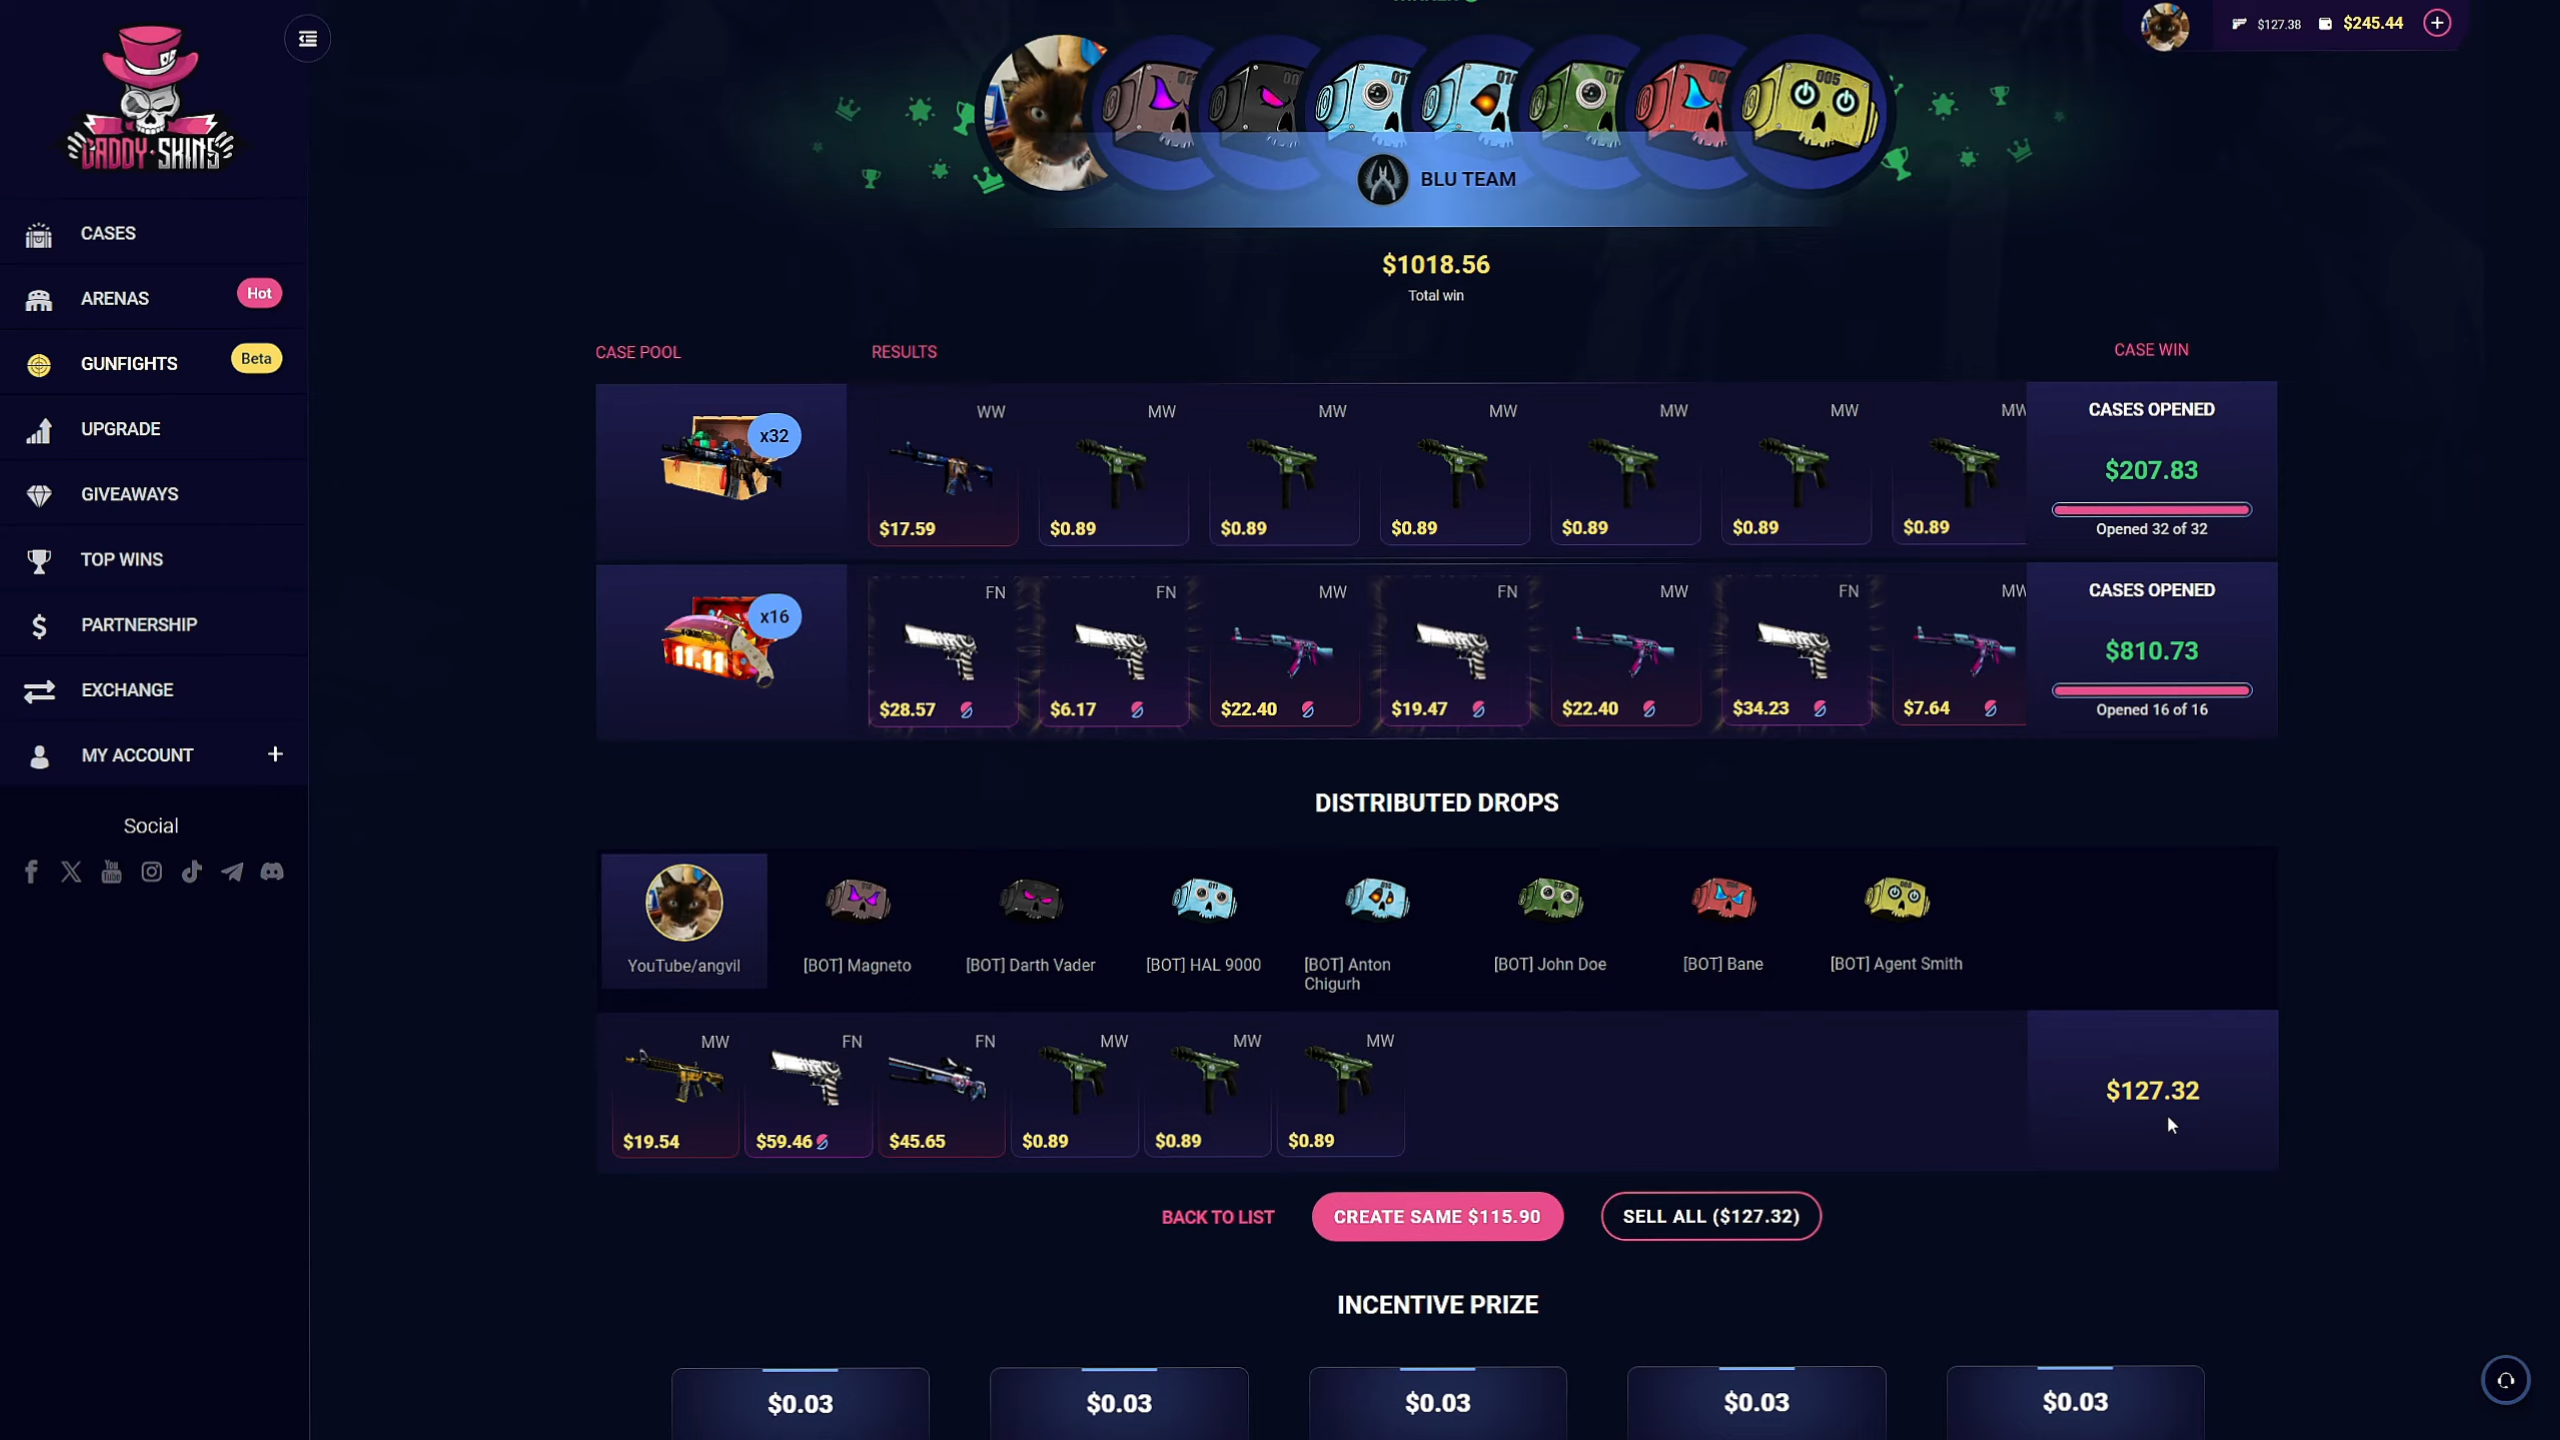 $127.38 $245.44
DADDY SKINS
CASES
ARENAS Hot
GUNFIGHTS Beta
UPGRADE
GIVEAWAYS
TOP WINS
PARTNERSHIP
EXCHANGE
MY ACCOUNT +
Social
005
BLU TEAM
$1018.56
Total win
CASE POOL RESULTS CASE WIN
x32
WW MW MW MW MW MW MW
$17.59 $0.89 $0.89 $0.89 $0.89 $0.89 $0.89
CASES OPENED
$207.83
Opened 32 of 32
x16
11.11
FN FN MW FN MW FN MW
$28.57 $6.17 $22.40 $19.47 $22.40 $34.23 $7.64
CASES OPENED
$810.73
Opened 16 of 16
DISTRIBUTED DROPS
YouTube/angvil
[BOT] Magneto
[BOT] Darth Vader
[BOT] HAL 9000
[BOT] Anton
Chigurh
[BOT] John Doe
[BOT] Bane
[BOT] Agent Smith
MW FN FN MW MW MW
$19.54 $59.46 $45.65 $0.89 $0.89 $0.89
$127.32
BACK TO LIST
CREATE SAME $115.90
SELL ALL ($127.32)
INCENTIVE PRIZE
$0.03 $0.03 $0.03 $0.03 $0.03